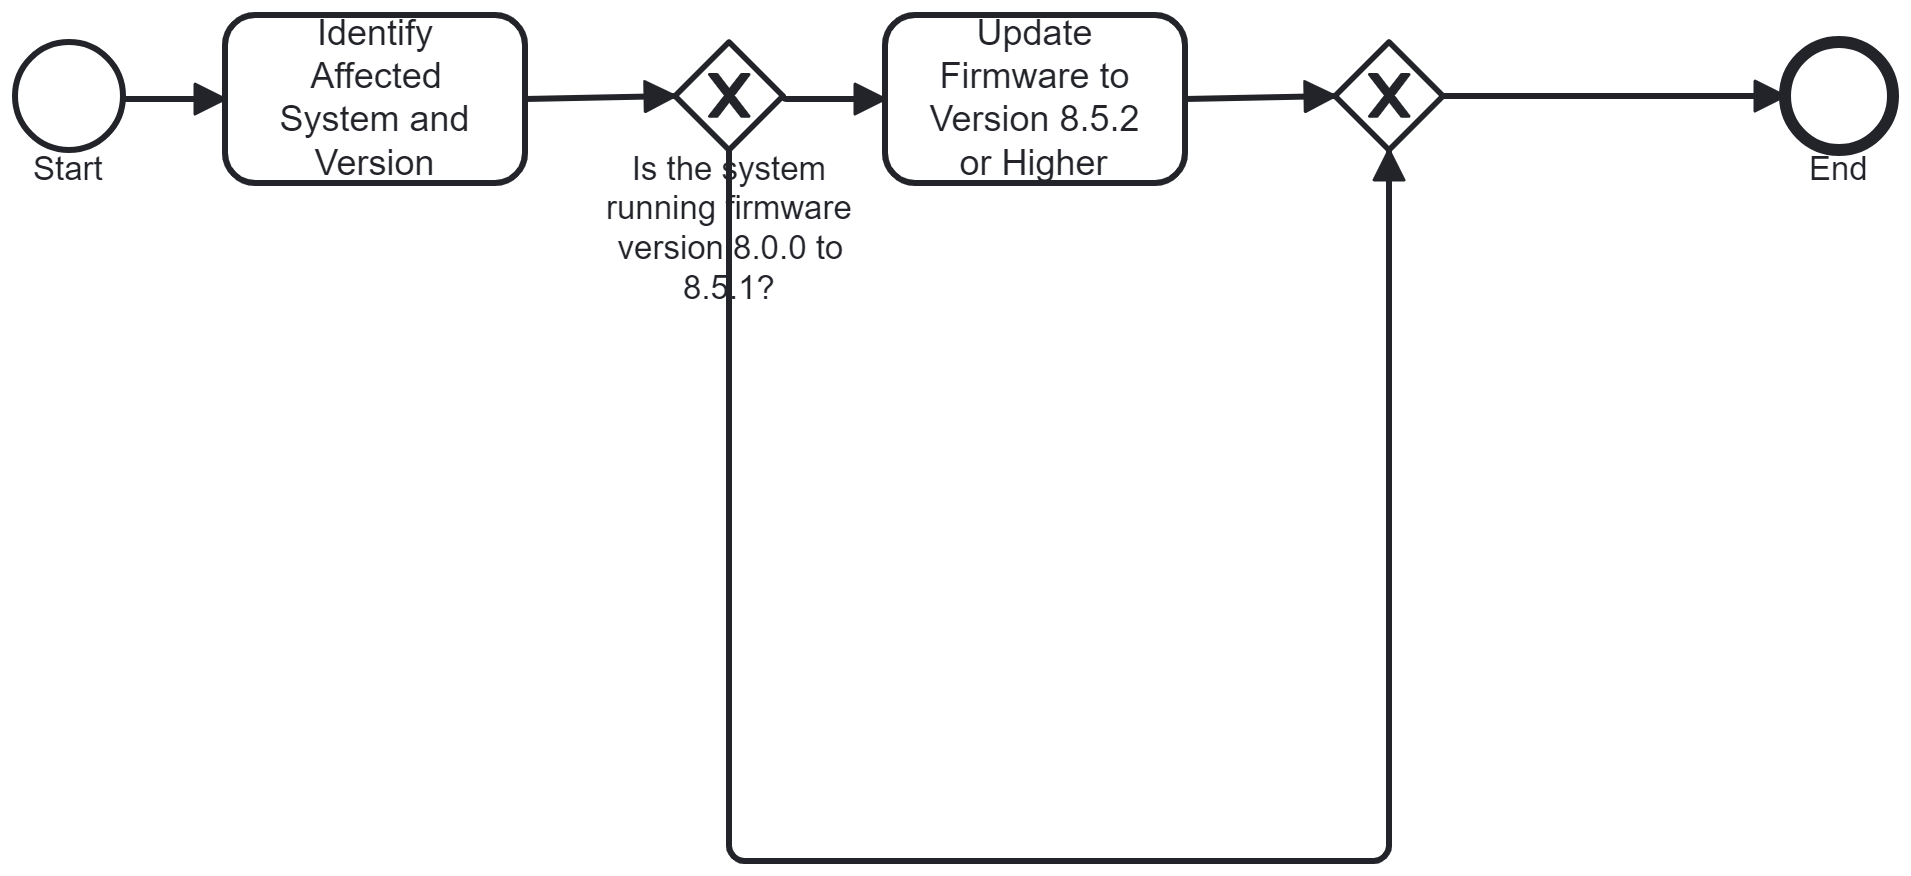 Start
Identify
Affected
System and
Version
X
Is the system
running firmware
version 8.0.0 to
8.5.1?
Update
Firmware to
Version 8.5.2
or Higher
X
End